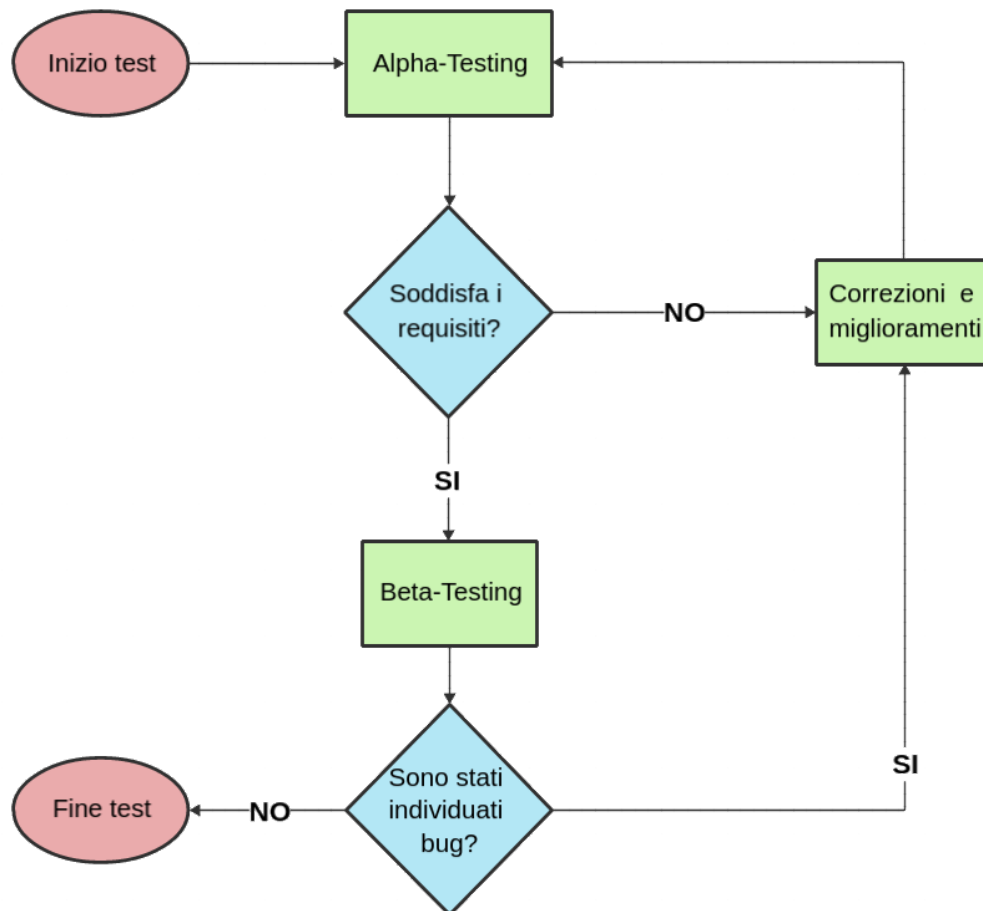 Inizio test
Alpha-Testing
Soddisfa i
requisiti?
NO
Correzioni e
miglioramenti
SI
Beta-Testing
Sono stati
individuati
bug?
SI
NO
Fine test